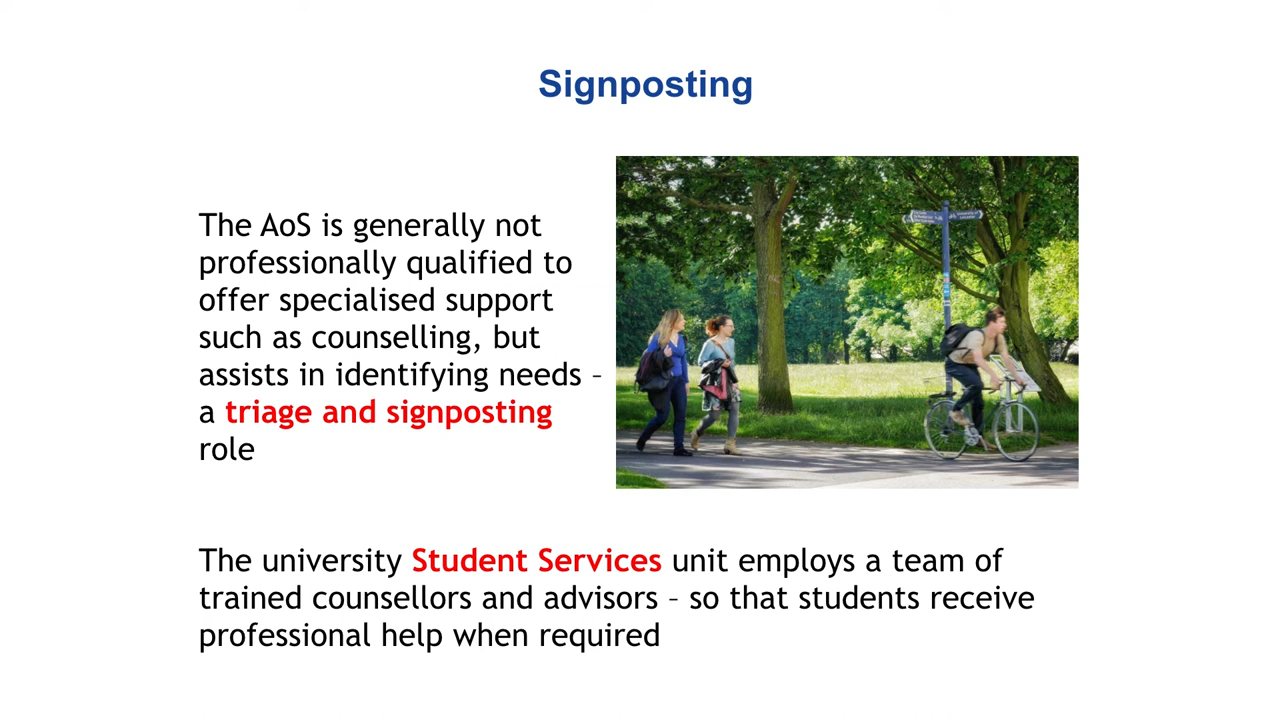 Signposting
The AoS is generally not
professionally qualified to
offer specialised support
such as counselling, but
assists in identifying needs –
a triage and signposting
role
The university Student Services unit employs a team of
trained counsellors and advisors – so that students receive
professional help when required